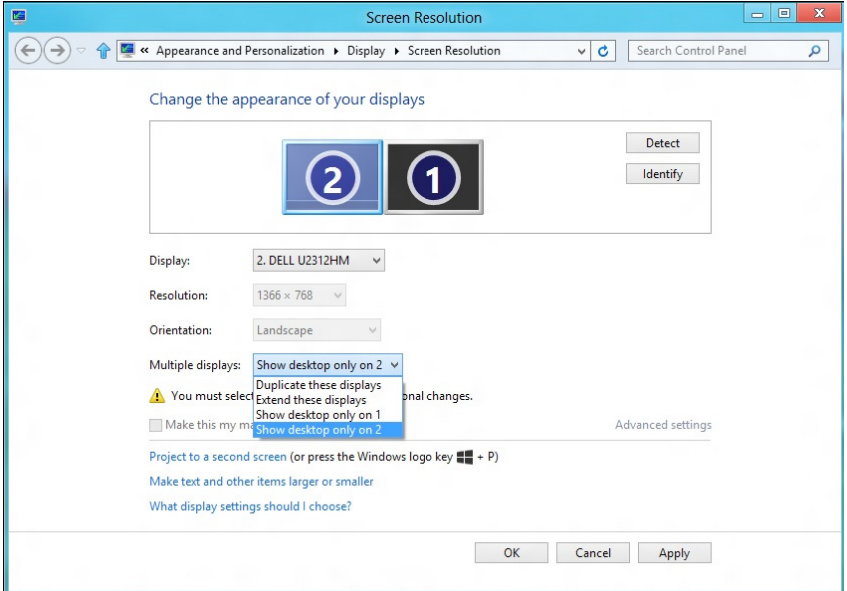 Screen Resolution
« Appearance and Personalization Display Screen Resolution
Search Control Panel
Change the appearance of your displays
2 1
Detect
Identify
Display: 2. DELL U2312HM
Resolution: 1366 × 768
Orientation: Landscape
Multiple displays: Show desktop only on 2
Duplicate these displays
Extend these displays
Show desktop only on 1
Show desktop only on 2
You must select onal changes.
Make this my Advanced settings
Project to a second screen (or press the Windows logo key + P)
Make text and other items larger or smaller
What display settings should I choose?
OK Cancel Apply